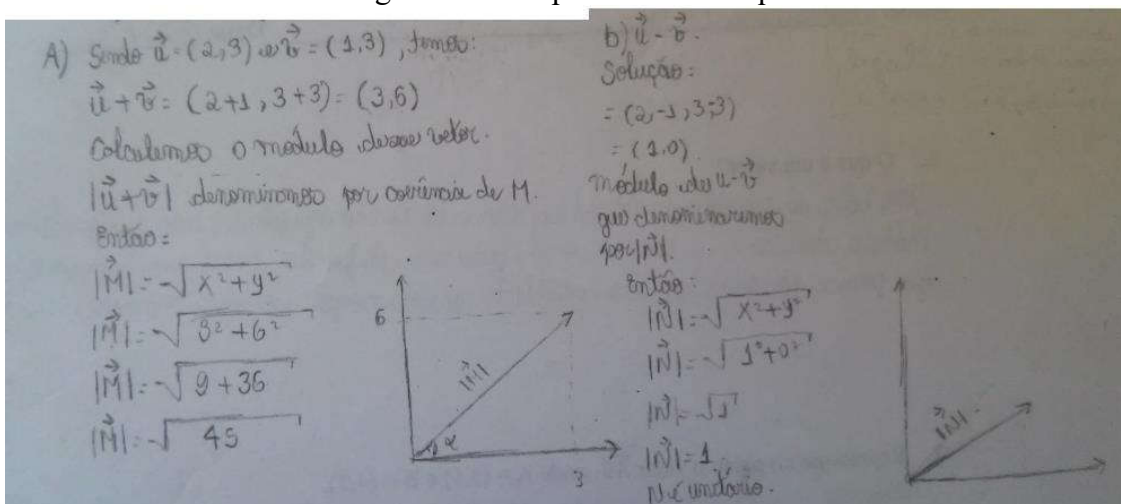 A) Sendo u⃗ = (2,3) e v⃗ = (1,3), temos:
u⃗ + v⃗ = (2+1, 3+3) = (3,6)
Calculemos o módulo desse vetor.
|u⃗+v⃗| denominamos por de M.
Então:
|M⃗| = √x²+y²
|M⃗| = √3²+6²
|M⃗| = √9+36
|M⃗| = √45
6
|M⃗|
α
3
b) u⃗ - v⃗.
Solução:
= (2-1, 3-3)
= (1,0).
módulo de u-v⃗
que denominaremos
por |N⃗|.
Então:
|N⃗| = √x²+y²
|N⃗| = √1²+0²
|N⃗| = √1
|N⃗| = 1
N é unitário.
|N⃗|